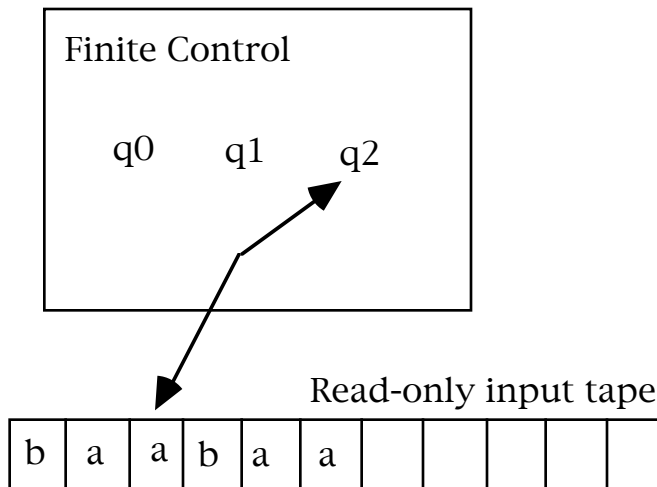 Finite Control
q0 q1 q2
Read-only input tape
b a a b a a